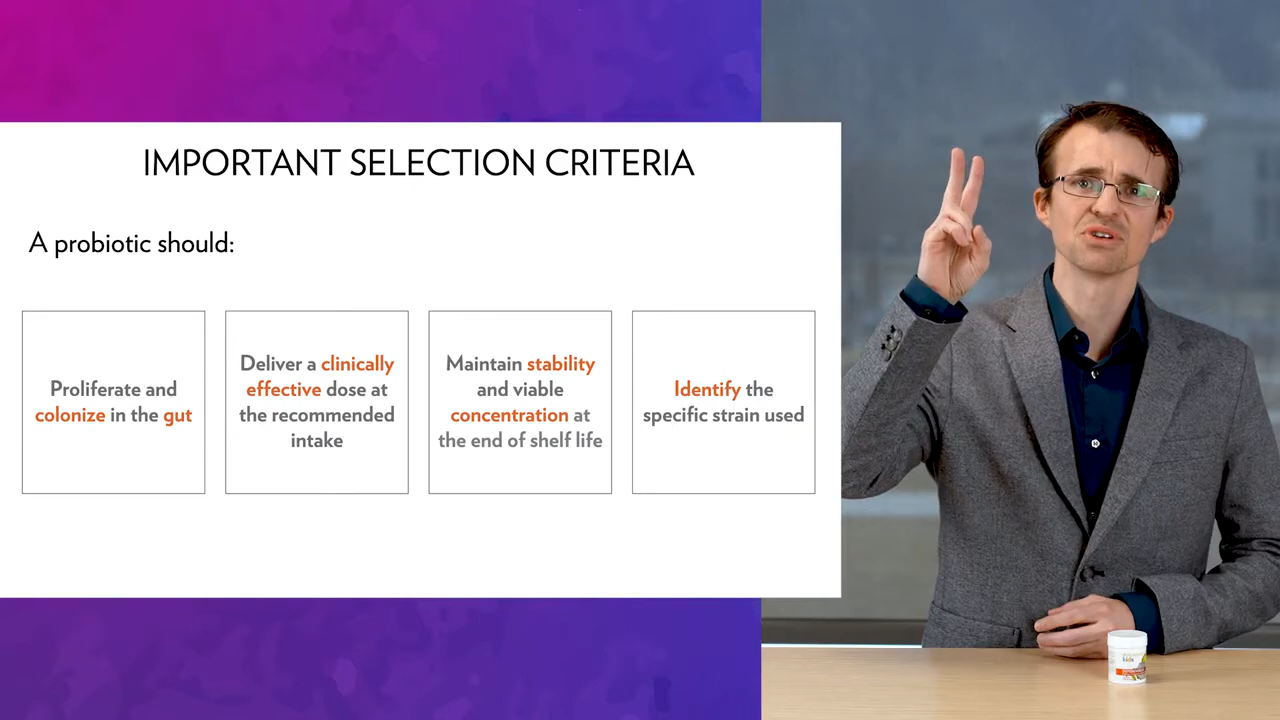 IMPORTANT SELECTION CRITERIA
A probiotic should:
Proliferate and
colonize in the gut
Deliver a clinically
effective dose at
the recommended
intake
Maintain stability
and viable
concentration at
the end of shelf life
Identify the
specific strain used
kids